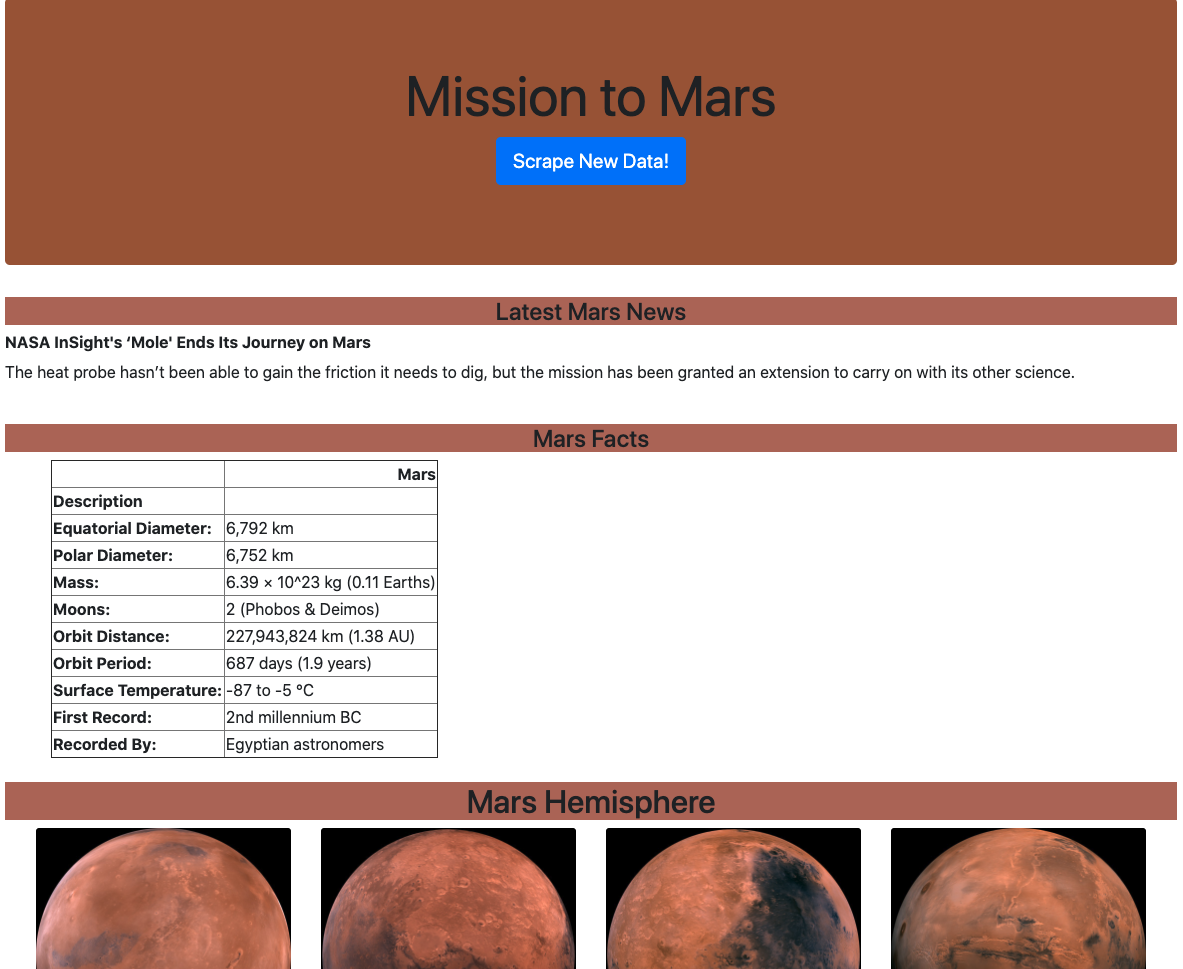 Mission to Mars
Scrape New Data!
Latest Mars News
NASA InSight's ‘Mole' Ends Its Journey on Mars
The heat probe hasn’t been able to gain the friction it needs to dig, but the mission has been granted an extension to carry on with its other science.
Mars Facts
Mars
Description
Equatorial Diameter: 6,792 km
Polar Diameter: 6,752 km
Mass: 6.39 × 10^23 kg (0.11 Earths)
Moons: 2 (Phobos & Deimos)
Orbit Distance: 227,943,824 km (1.38 AU)
Orbit Period: 687 days (1.9 years)
Surface Temperature: -87 to -5 °C
First Record: 2nd millennium BC
Recorded By: Egyptian astronomers
Mars Hemisphere